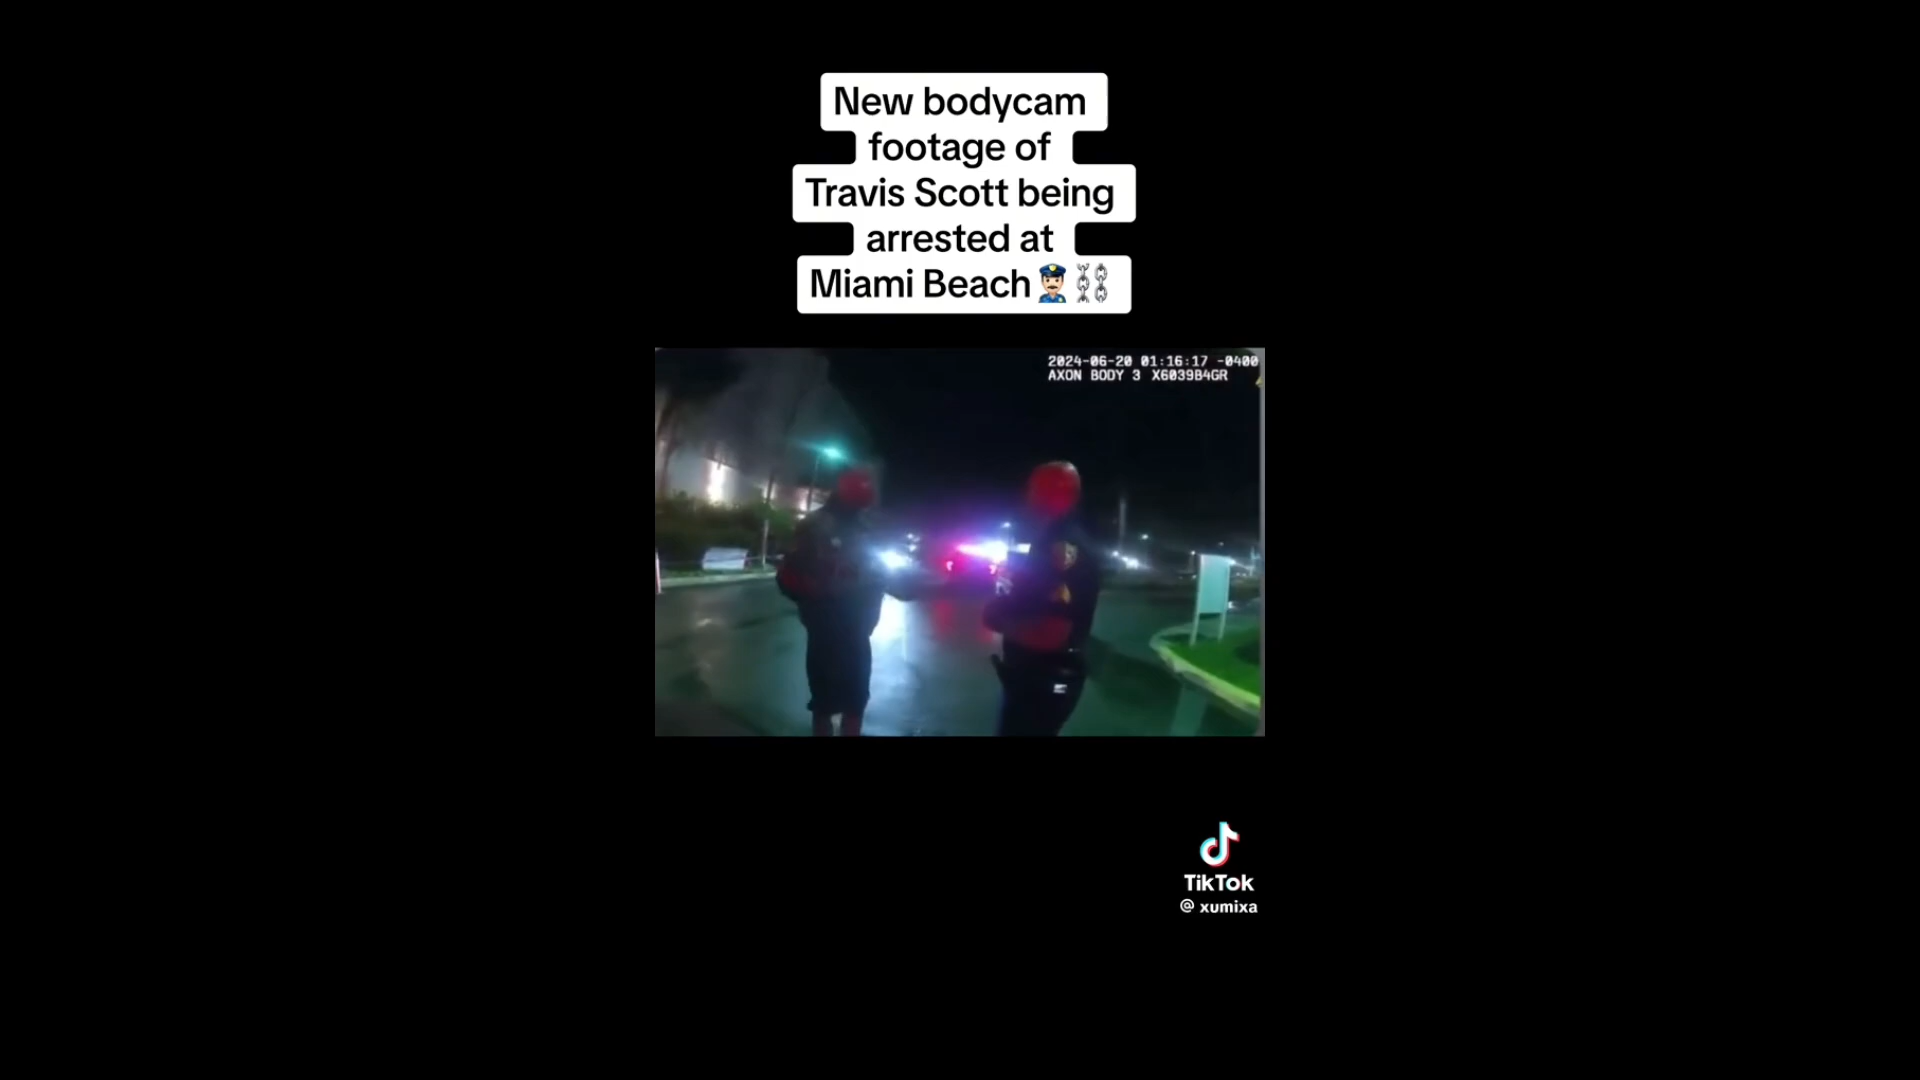 New bodycam
footage of
Travis Scott being
arrested at
Miami Beach👮🏻‍♂️⛓️
2024-06-20 01:16:17 -0400
AXON BODY 3 X6039B4GR
TikTok
@ xumixa